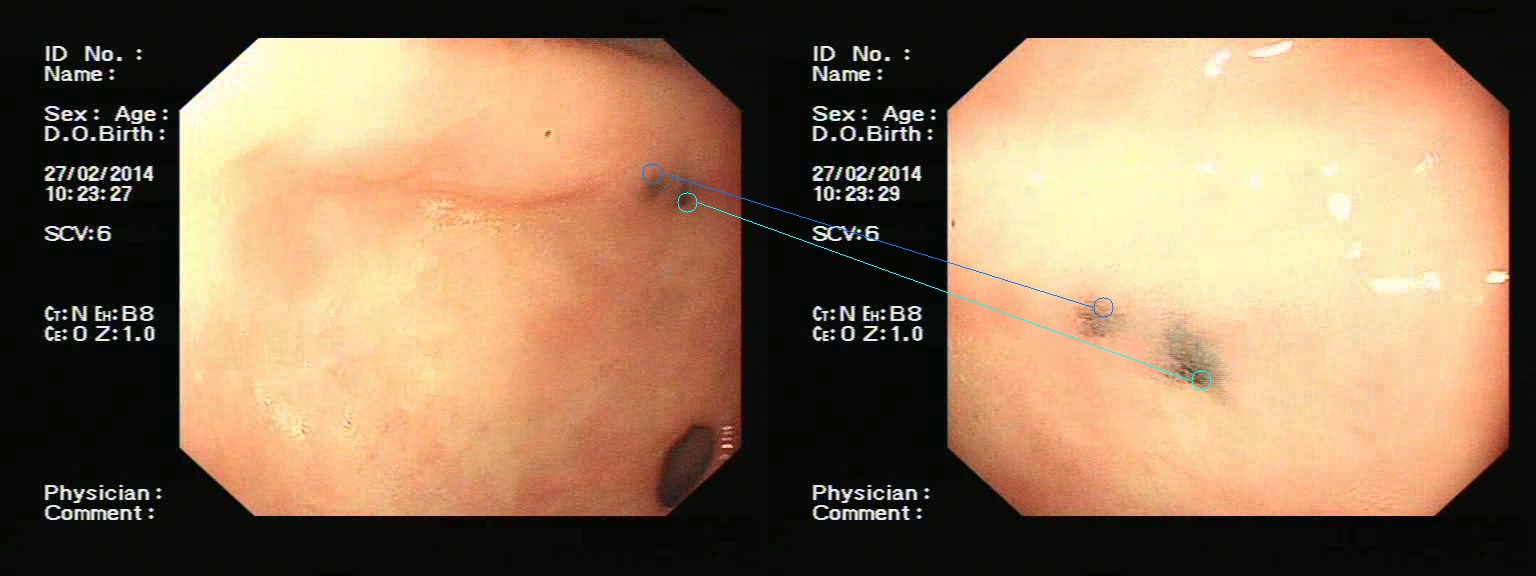 ID No. :
Name:
Sex: Age:
D.O.Birth:
27/02/2014
10:23:27
SCV:6
CT:N EH:B8
CE:0 Z:1.0
Physician:
Comment:
ID No. :
Name:
Sex: Age:
D.O.Birth:
27/02/2014
10:23:29
SCV:6
CT:N EH:B8
CE:0 Z:1.0
Physician:
Comment: